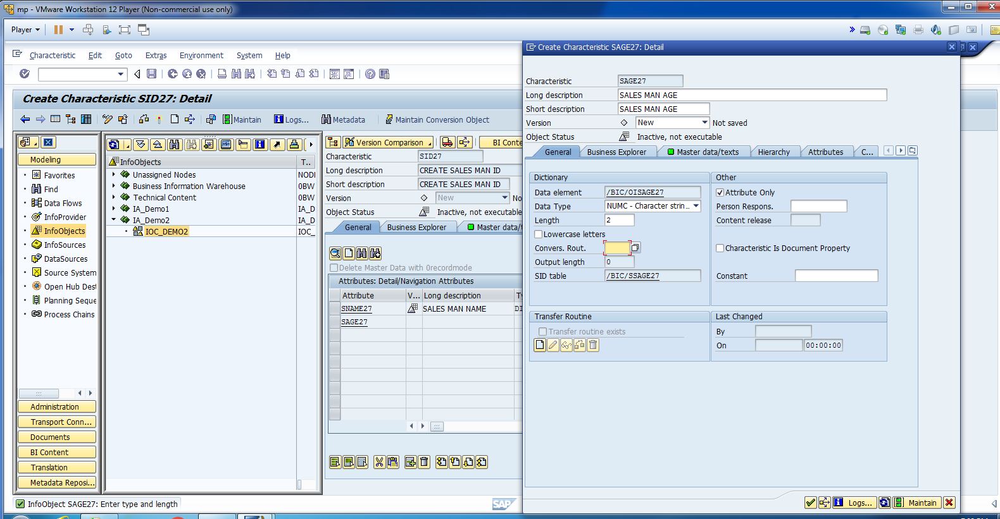 mp - VMware Workstation 12 Player (Non-commercial use only)
Player
Characteristic Edit Goto Extras Environment System Help
Create Characteristic SID27: Detail
Maintain Logs... Metadata Maintain Conversion Object
Modeling
Favorites
Find
Data Flows
InfoProvider
InfoObjects
InfoSources
DataSources
Source System
Open Hub Dest
Planning Seque
Process Chains
Administration
Transport Conn...
Documents
BI Content
Translation
Metadata Reposi...
InfoObjects T..
Unassigned Nodes NODE
Business Information Warehouse 0BW
Technical Content 0BW
IA_Demo1 IA_D
IA_Demo2 IA_D
IOC_DEMO2 IOC_
Version Comparison BI Conte
Characteristic SID27
Long description CREATE SALES MAN ID
Short description CREATE SALES MAN ID
Version New No
Object Status Inactive, not executable
General Business Explorer Master data/t
Delete Master Data with 0recordmode
Attributes: Detail/Navigation Attributes
Attribute V... Long description Ty
SNAME27 SALES MAN NAME DI
SAGE27
InfoObject SAGE27: Enter type and length
SAP
Create Characteristic SAGE27: Detail
Characteristic SAGE27
Long description SALES MAN AGE
Short description SALES MAN AGE
Version New Not saved
Object Status Inactive, not executable
General Business Explorer Master data/texts Hierarchy Attributes C...
Dictionary
Data element /BIC/OISAGE27
Data Type NUMC - Character strin...
Length 2
Lowercase letters
Convers. Rout.
Output length 0
SID table /BIC/SSAGE27
Other
Attribute Only
Person Respons.
Content release
Characteristic Is Document Property
Constant
Transfer Routine
Transfer routine exists
Last Changed
By
On 00:00:00
Logs... Maintain